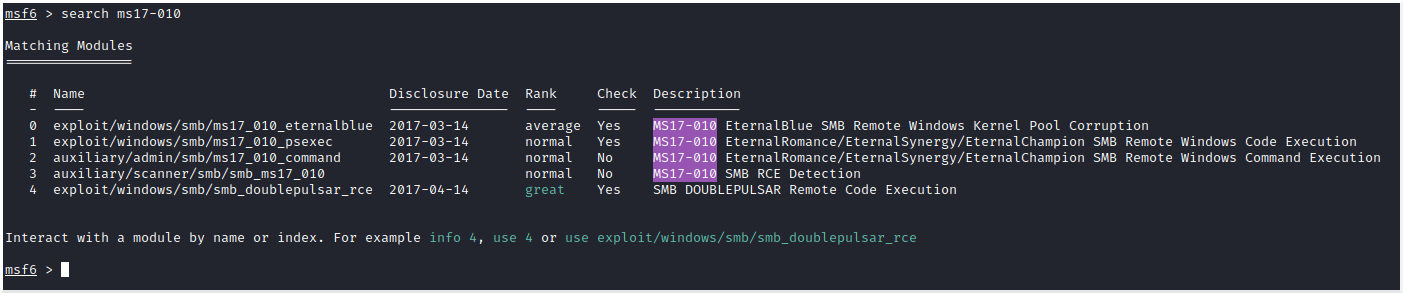 msf6 > search ms17-010
Matching Modules
================
#  Name                                      Disclosure Date  Rank     Check  Description
-  ----                                      ---------------  ----     -----  -----------
0  exploit/windows/smb/ms17_010_eternalblue  2017-03-14       average  Yes    MS17-010 EternalBlue SMB Remote Windows Kernel Pool Corruption
1  exploit/windows/smb/ms17_010_psexec       2017-03-14       normal   Yes    MS17-010 EternalRomance/EternalSynergy/EternalChampion SMB Remote Windows Code Execution
2  auxiliary/admin/smb/ms17_010_command      2017-03-14       normal   No     MS17-010 EternalRomance/EternalSynergy/EternalChampion SMB Remote Windows Command Execution
3  auxiliary/scanner/smb/smb_ms17_010                         normal   No     MS17-010 SMB RCE Detection
4  exploit/windows/smb/smb_doublepulsar_rce  2017-04-14       great    Yes    SMB DOUBLEPULSAR Remote Code Execution
Interact with a module by name or index. For example info 4, use 4 or use exploit/windows/smb/smb_doublepulsar_rce
msf6 >